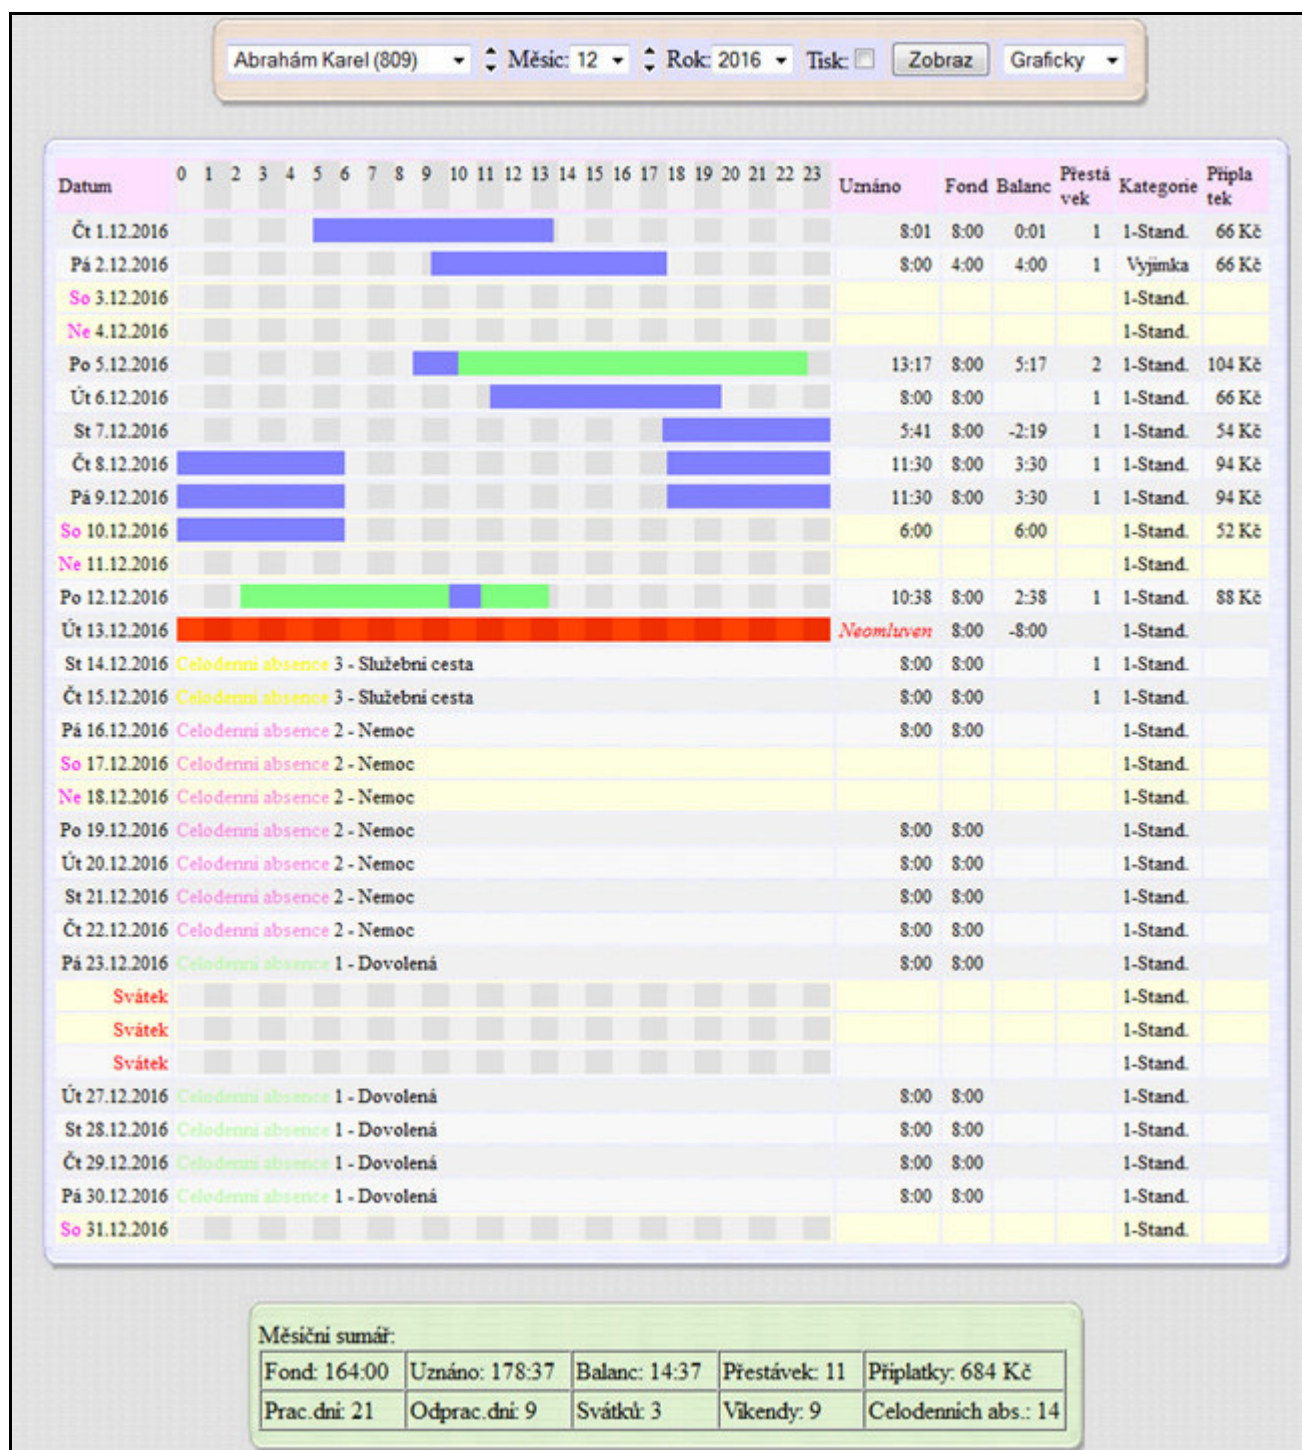 Abrahám Karel (809) Měsíc: 12 Rok: 2016 Tisk: Zobraz Graficky
Datum 0 1 2 3 4 5 6 7 8 9 10 11 12 13 14 15 16 17 18 19 20 21 22 23 Uznáno Fond Balanc Přestávek Kategorie Příplatek
Čt 1.12.2016 8:01 8:00 0:01 1 1-Stand. 66 Kč
Pá 2.12.2016 8:00 4:00 4:00 1 Vyjimka 66 Kč
So 3.12.2016 1-Stand.
Ne 4.12.2016 1-Stand.
Po 5.12.2016 13:17 8:00 5:17 2 1-Stand. 104 Kč
Út 6.12.2016 8:00 8:00 1 1-Stand. 66 Kč
St 7.12.2016 5:41 8:00 -2:19 1 1-Stand. 54 Kč
Čt 8.12.2016 11:30 8:00 3:30 1 1-Stand. 94 Kč
Pá 9.12.2016 11:30 8:00 3:30 1 1-Stand. 94 Kč
So 10.12.2016 6:00 6:00 1-Stand. 52 Kč
Ne 11.12.2016 1-Stand.
Po 12.12.2016 10:38 8:00 2:38 1 1-Stand. 88 Kč
Út 13.12.2016 Neomluven 8:00 -8:00 1-Stand.
St 14.12.2016 Celodenní absence 3 - Služební cesta 8:00 8:00 1 1-Stand.
Čt 15.12.2016 Celodenní absence 3 - Služební cesta 8:00 8:00 1 1-Stand.
Pá 16.12.2016 Celodenní absence 2 - Nemoc 8:00 8:00 1-Stand.
So 17.12.2016 Celodenní absence 2 - Nemoc 1-Stand.
Ne 18.12.2016 Celodenní absence 2 - Nemoc 1-Stand.
Po 19.12.2016 Celodenní absence 2 - Nemoc 8:00 8:00 1-Stand.
Út 20.12.2016 Celodenní absence 2 - Nemoc 8:00 8:00 1-Stand.
St 21.12.2016 Celodenní absence 2 - Nemoc 8:00 8:00 1-Stand.
Čt 22.12.2016 Celodenní absence 2 - Nemoc 8:00 8:00 1-Stand.
Pá 23.12.2016 Celodenní absence 1 - Dovolená 8:00 8:00 1-Stand.
Svátek 1-Stand.
Svátek 1-Stand.
Svátek 1-Stand.
Út 27.12.2016 Celodenní absence 1 - Dovolená 8:00 8:00 1-Stand.
St 28.12.2016 Celodenní absence 1 - Dovolená 8:00 8:00 1-Stand.
Čt 29.12.2016 Celodenní absence 1 - Dovolená 8:00 8:00 1-Stand.
Pá 30.12.2016 Celodenní absence 1 - Dovolená 8:00 8:00 1-Stand.
So 31.12.2016 1-Stand.
Měsíční sumář:
Fond: 164:00 Uznáno: 178:37 Balanc: 14:37 Přestávek: 11 Příplatky: 684 Kč
Prac.dní: 21 Odprac.dní: 9 Svátků: 3 Víkendy: 9 Celodenních abs.: 14